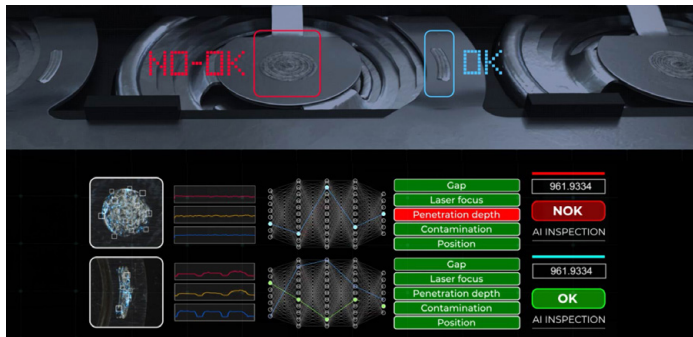 NO-OK
OK
Gap
Laser focus
Penetration depth
Contamination
Position
961.9334
NOK
AI INSPECTION
Gap
Laser focus
Penetration depth
Contamination
Position
961.9334
OK
AI INSPECTION